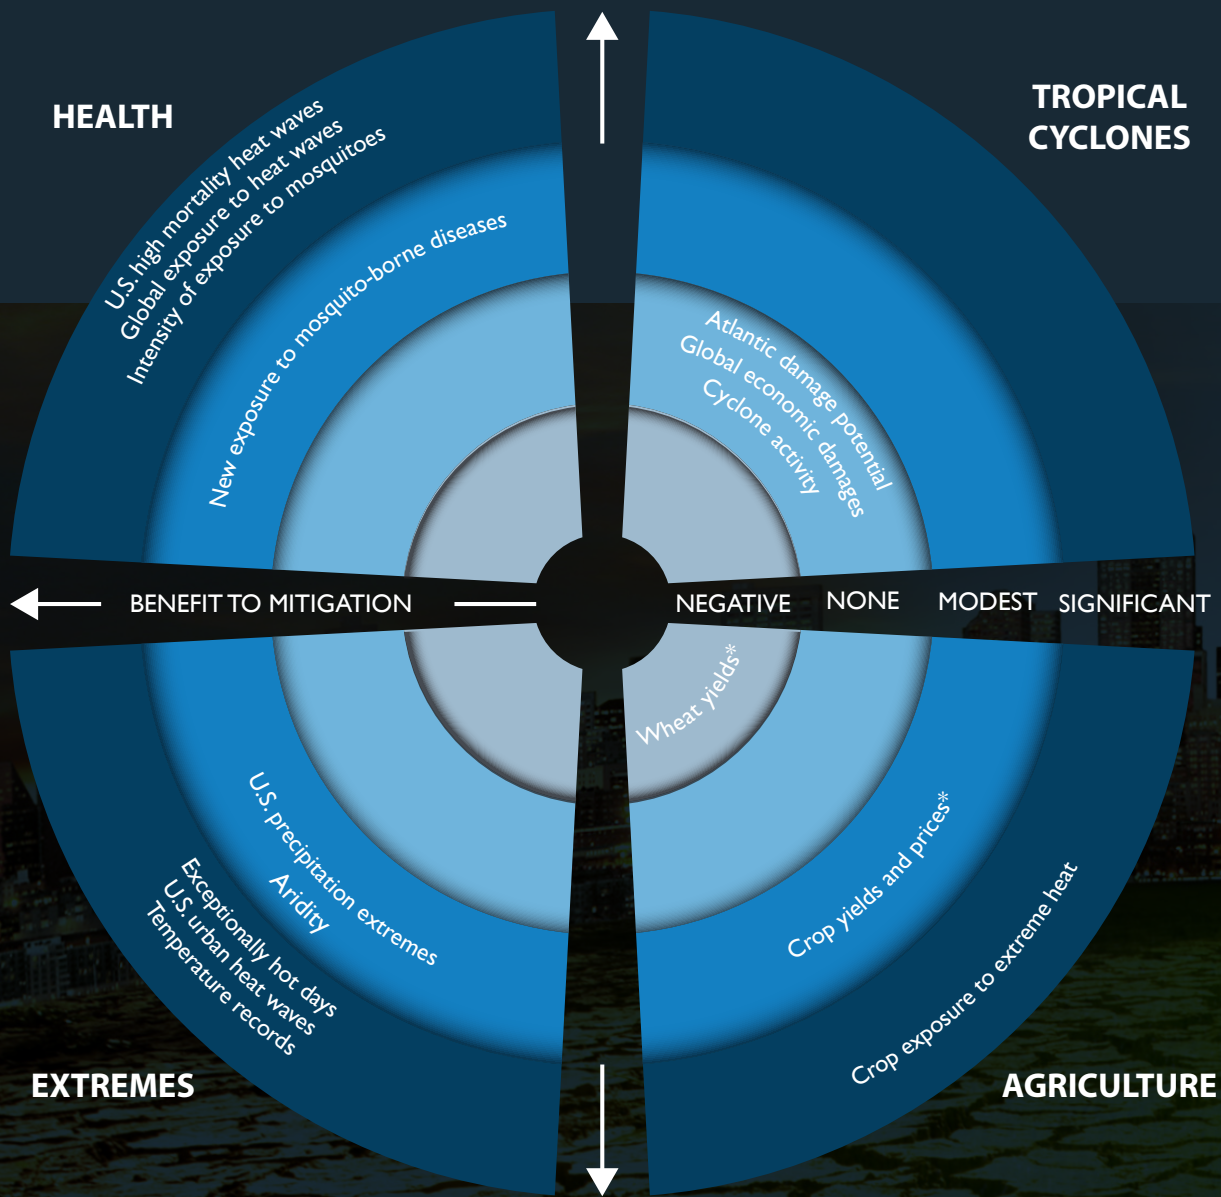 HEALTH
U.S. high mortality heat waves
Global exposure to heat waves
Intensity of exposure to mosquitoes
New exposure to mosquito-borne diseases
TROPICAL
CYCLONES
Atlantic damage potential
Global economic damages
Cyclone activity
BENEFIT TO MITIGATION
NEGATIVE
NONE
MODEST
SIGNIFICANT
U.S. precipitation extremes
Aridity
Exceptionally hot days
U.S. urban heat waves
Temperature records
EXTREMES
Wheat yields*
Crop yields and prices*
Crop exposure to extreme heat
AGRICULTURE